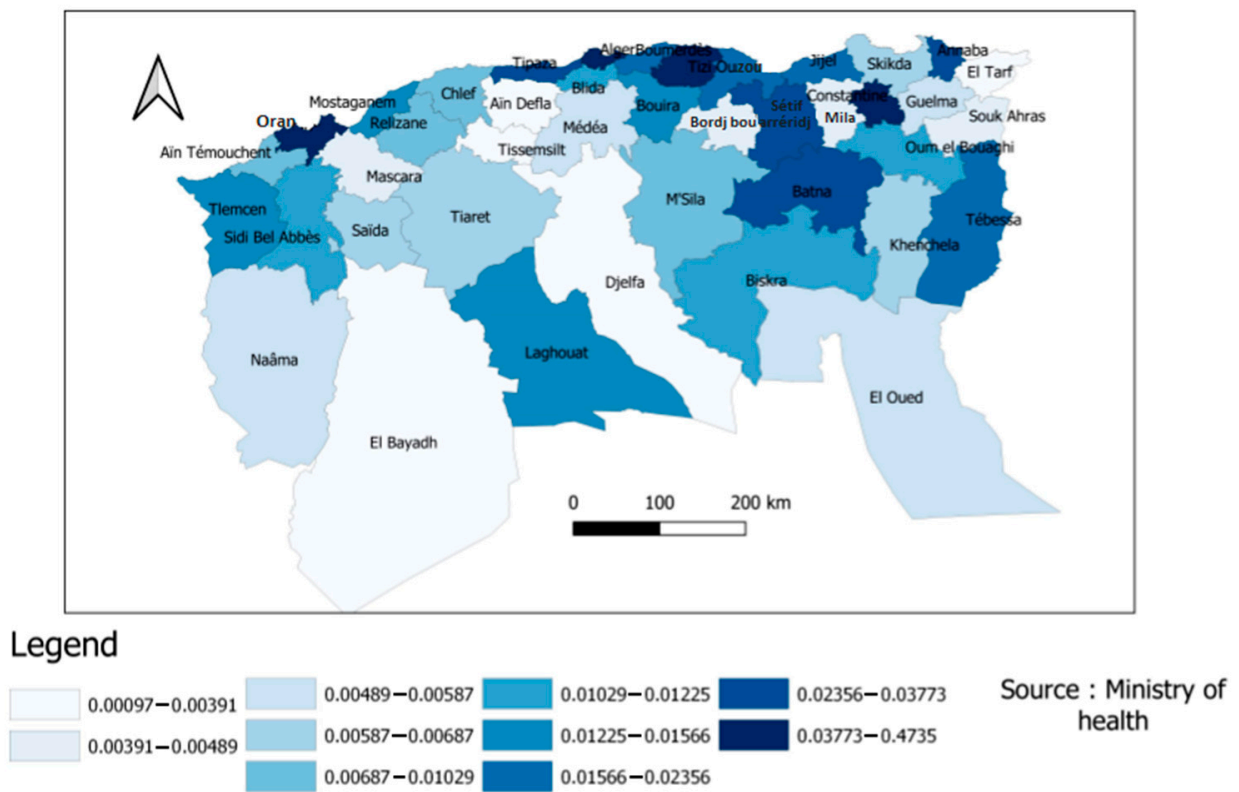 Annaba
AlgerBoumerdès
Tipaza
Jijel
Skikda
Tizi Ouzou
El Tarf
Blida
Chlef
Constantine
Guelma
Mostaganem
Aïn Defla
Bouira
Sétif
Souk Ahras
Oran
Relizane
Médéa
Bordj bou arréridj
Mila
Aïn Témouchent
Tissemsilt
Oum el Bouaghi
Mascara
Batna
M'Sila
Tlemcen
Tiaret
Tébessa
Sidi Bel Abbès
Saïda
Khenchela
Djelfa
Biskra
Naâma
Laghouat
El Oued
El Bayadh
0 100 200 km
Legend
0.00097–0.00391
0.00391–0.00489
0.00489–0.00587
0.00587–0.00687
0.00687–0.01029
0.01029–0.01225
0.01225–0.01566
0.01566–0.02356
0.02356–0.03773
0.03773–0.4735
Source : Ministry of
health